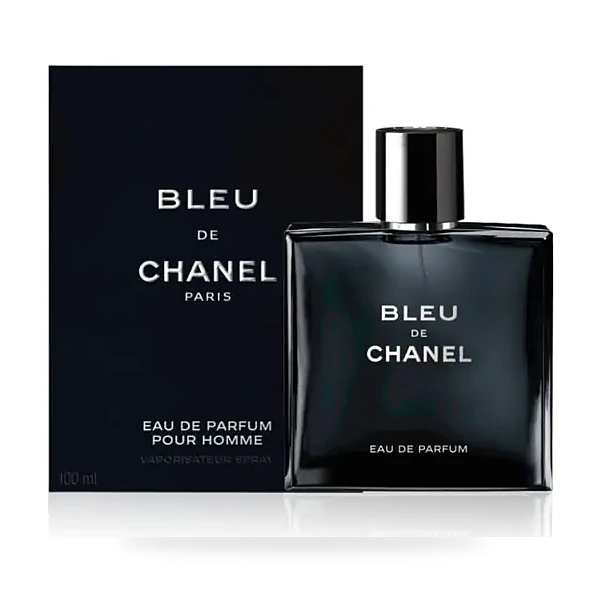 BLEU
DE
CHANEL
PARIS
EAU DE PARFUM
POUR HOMME
VAPORISATEUR SPRAY
100 ml
BLEU
DE
CHANEL
EAU DE PARFUM